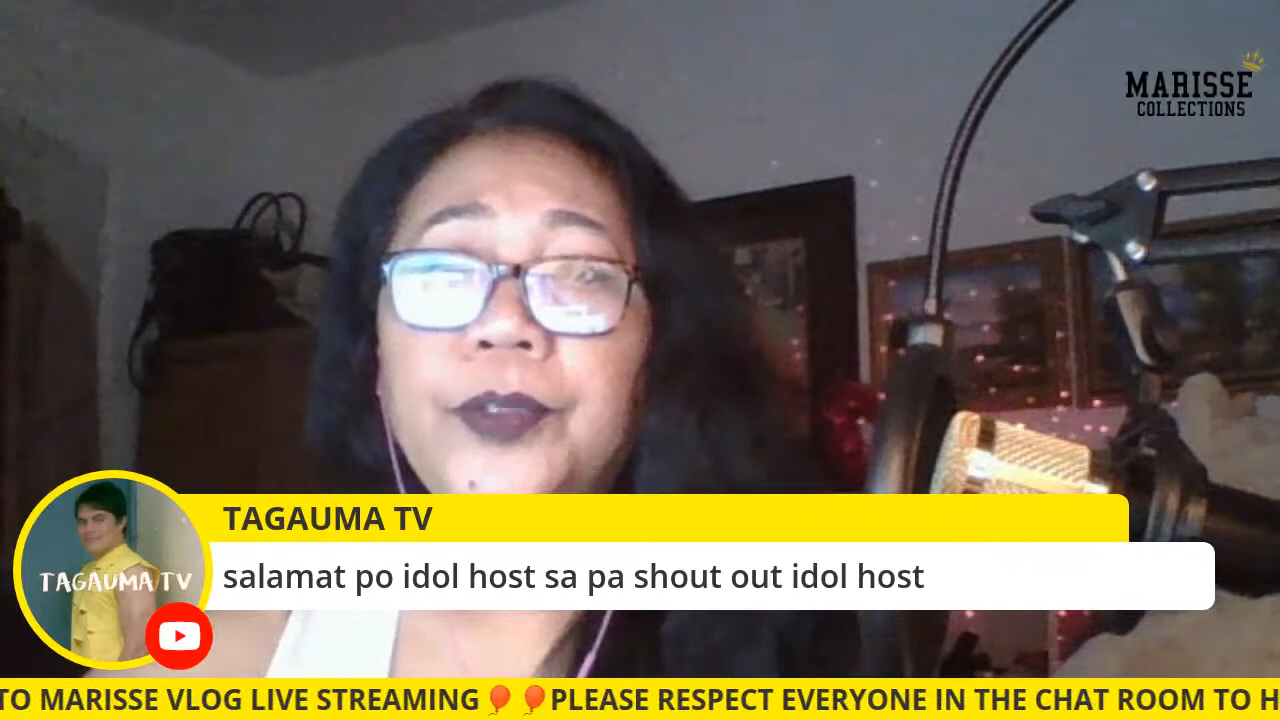 MARISSE
COLLECTIONS
TAGAUMA TV
TAGAUMA TV
salamat po idol host sa pa shout out idol host
TO MARISSE VLOG LIVE STREAMING🎈🎈PLEASE RESPECT EVERYONE IN THE CHAT ROOM TO H